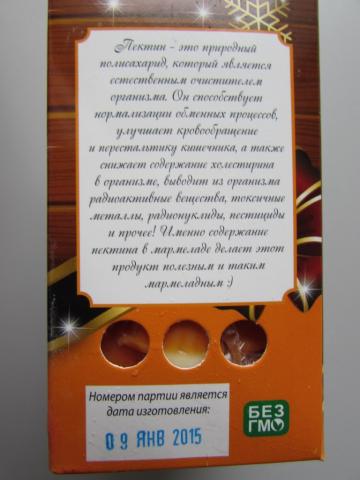 Пектин - это природный
полисахарид, который является
естественным очистителем
организма. Он способствует
нормализации обменных процессов,
улучшает кровообращение
и перестальтику кишечника, а также
снижает содержание холестирина
в организме, выводит из организма
радиоактивные вещества, токсичные
металлы, радионуклиды, пестициды
и прочее! Именно содержание
пектина в мармеладе делает этот
продукт полезным и таким
мармеладным :)
Номером партии является
дата изготовления:
09 ЯНВ 2015
БЕЗ
ГМО